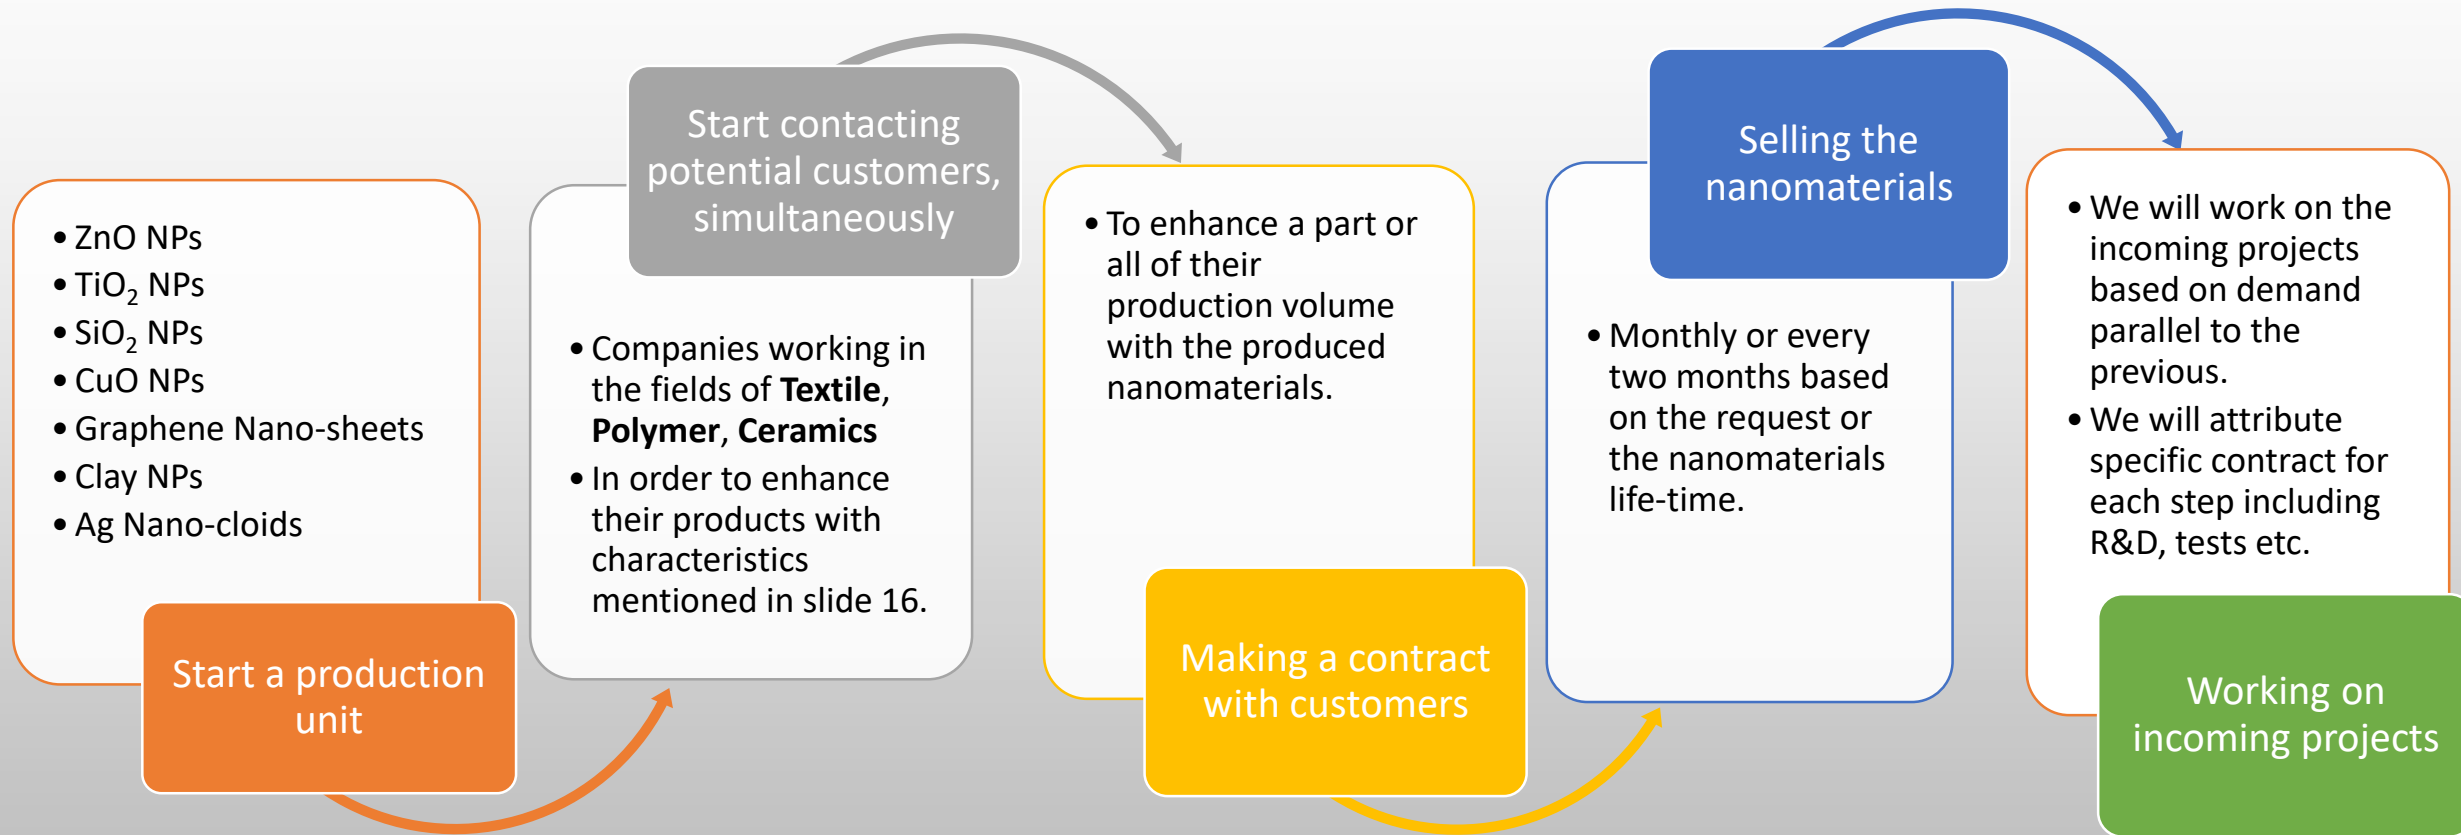 • ZnO NPs
• TiO₂ NPs
• SiO₂ NPs
• CuO NPs
• Graphene Nano-sheets
• Clay NPs
• Ag Nano-cloids
Start a production
unit
Start contacting
potential customers,
simultaneously
• Companies working in
the fields of Textile,
Polymer, Ceramics
• In order to enhance
their products with
characteristics
mentioned in slide 16.
• To enhance a part or
all of their
production volume
with the produced
nanomaterials.
Making a contract
with customers
Selling the
nanomaterials
• Monthly or every
two months based
on the request or
the nanomaterials
life-time.
• We will work on the
incoming projects
based on demand
parallel to the
previous.
• We will attribute
specific contract for
each step including
R&D, tests etc.
Working on
incoming projects